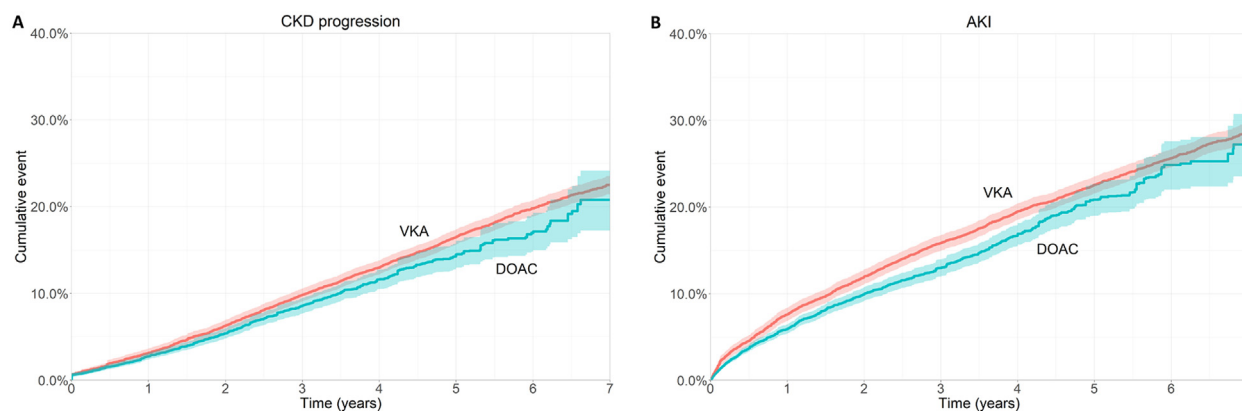 A
CKD progression
40.0%
30.0%
20.0%
10.0%
0.0%
Cumulative event
VKA
DOAC
0 1 2 3 4 5 6 7
Time (years)
B
AKI
40.0%
30.0%
20.0%
10.0%
0.0%
Cumulative event
VKA
DOAC
0 1 2 3 4 5 6
Time (years)